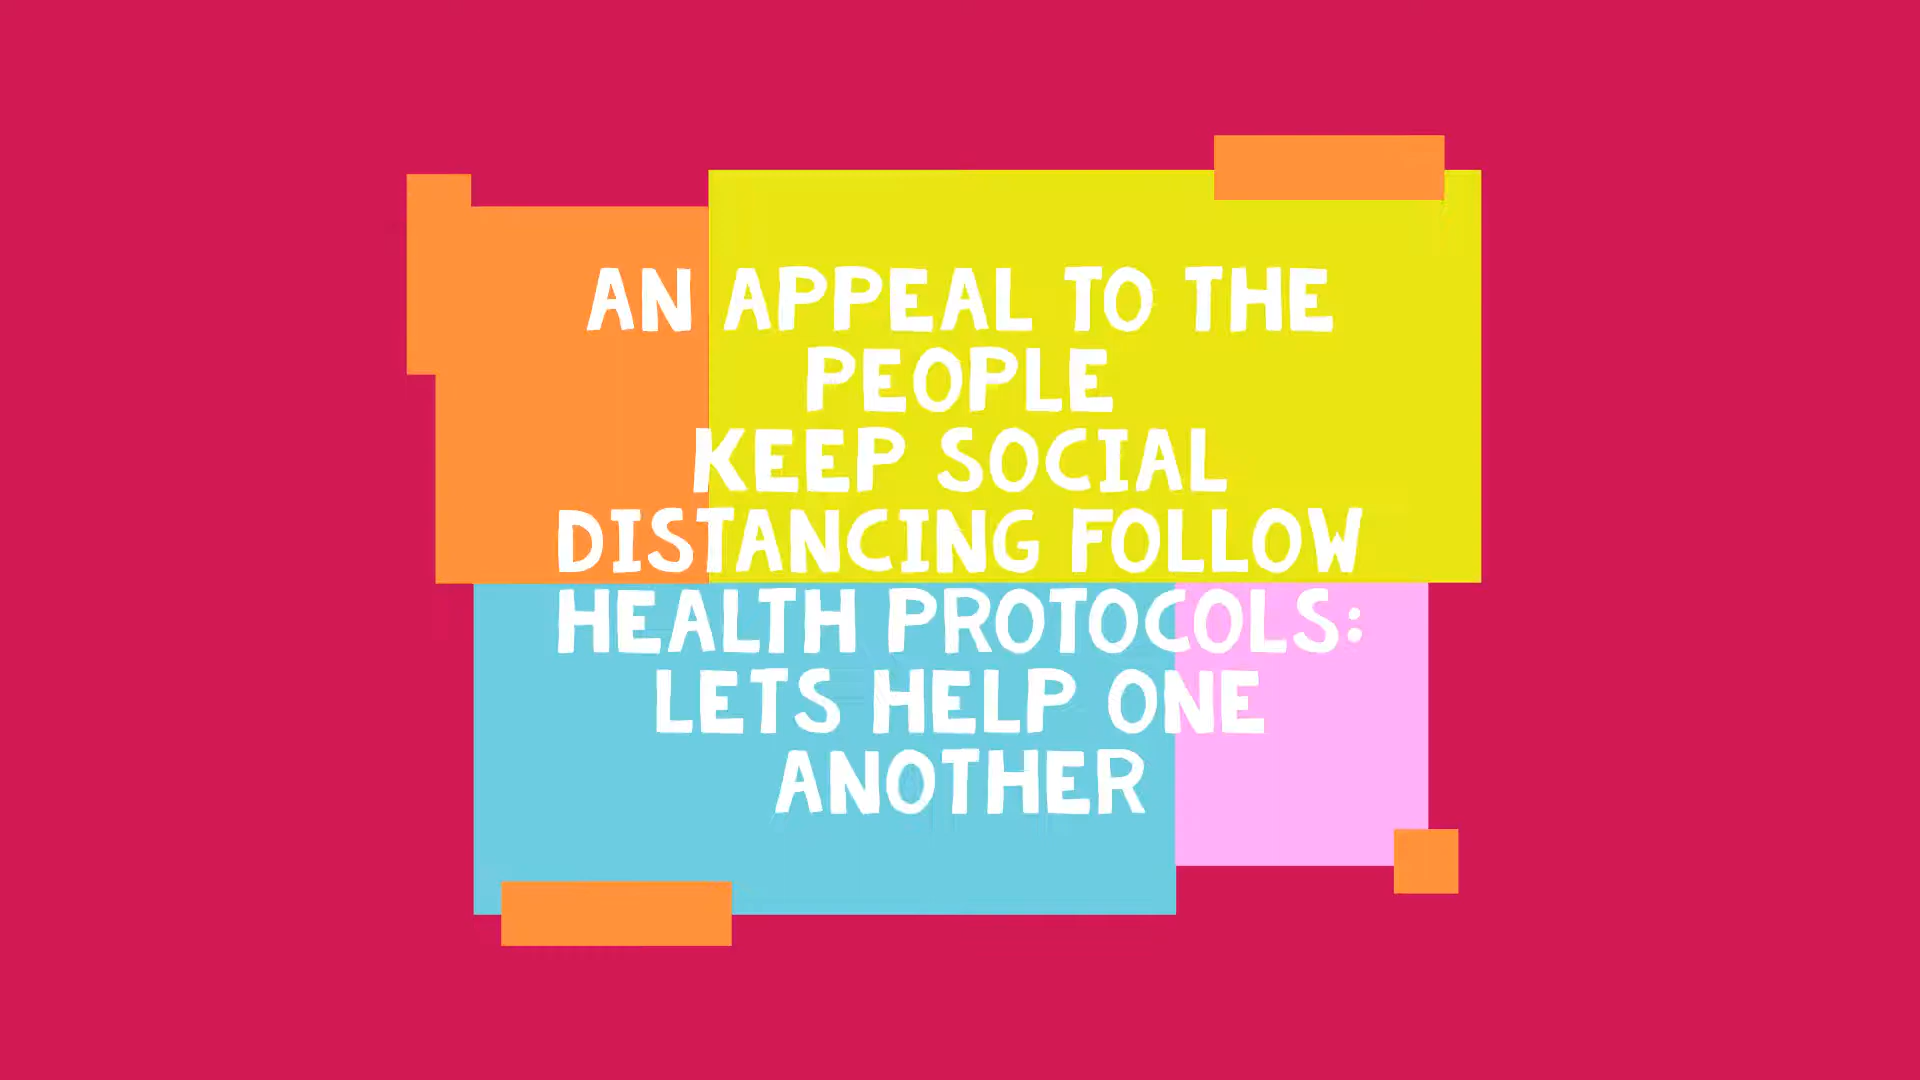 AN APPEAL TO THE
PEOPLE
KEEP SOCIAL
DISTANCING FOLLOW
HEALTH PROTOCOLS:
LETS HELP ONE
ANOTHER